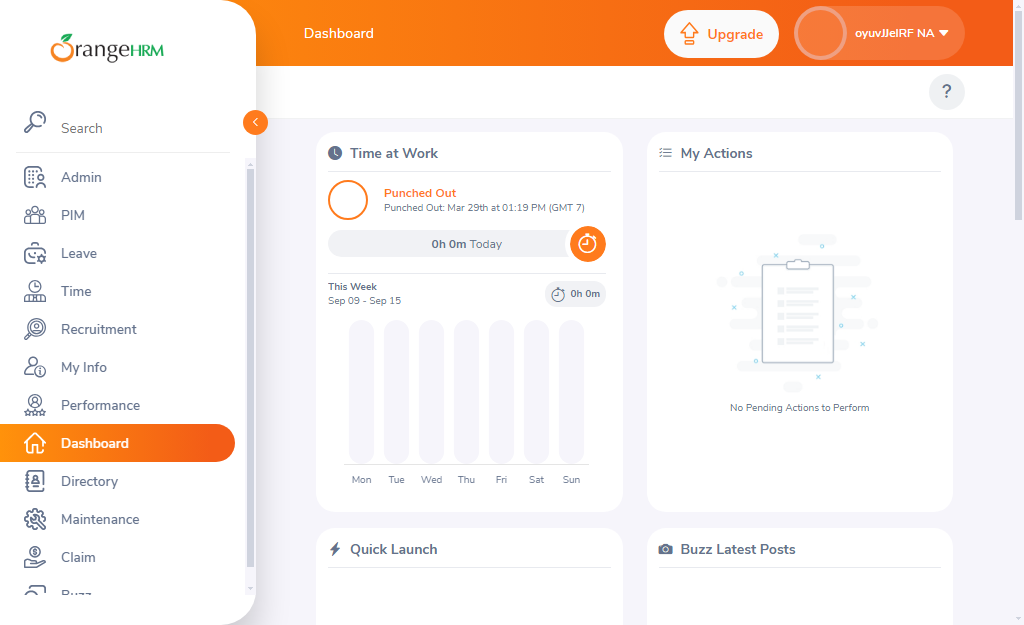 OrangeHRM
Search
Admin
PIM
Leave
Time
Recruitment
My Info
Performance
Dashboard
Directory
Maintenance
Claim
Buzz
Dashboard
Upgrade
oyuvJJeIRF NA
?
Time at Work
Punched Out
Punched Out: Mar 29th at 01:19 PM (GMT 7)
0h 0m Today
This Week
Sep 09 - Sep 15
0h 0m
Mon Tue Wed Thu Fri Sat Sun
My Actions
No Pending Actions to Perform
Quick Launch
Buzz Latest Posts